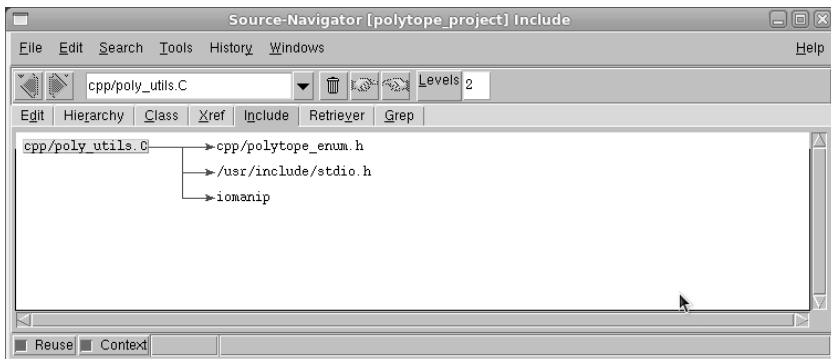 Source-Navigator [polytope_project] Include
File Edit Search Tools History Windows Help
cpp/poly_utils.C Levels 2
Edit Hierarchy Class Xref Include Retriever Grep
cpp/poly_utils.C cpp/polytope_enum.h
/usr/include/stdio.h
iomanip
Reuse Context